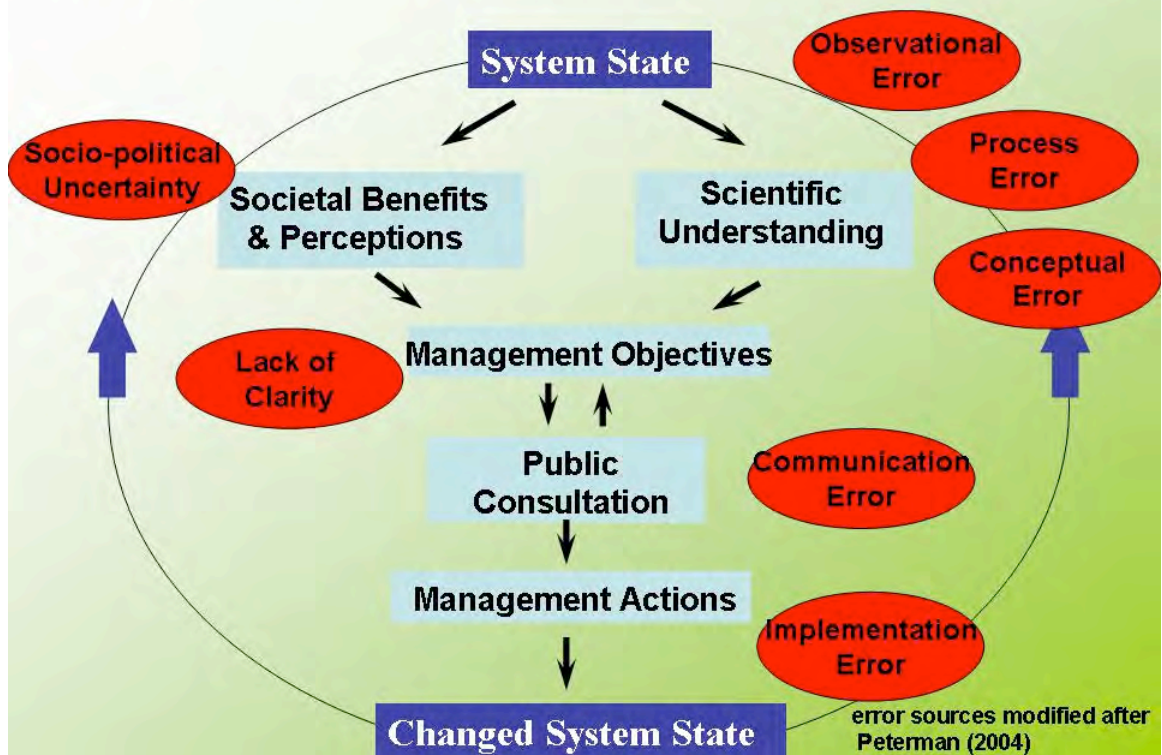 System State
Observational
Error
Socio-political
Uncertainty
Process
Error
Societal Benefits
& Perceptions
Scientific
Understanding
Conceptual
Error
Management Objectives
Lack of
Clarity
Public
Consultation
Communication
Error
Management Actions
Implementation
Error
Changed System State
error sources modified after
Peterman (2004)